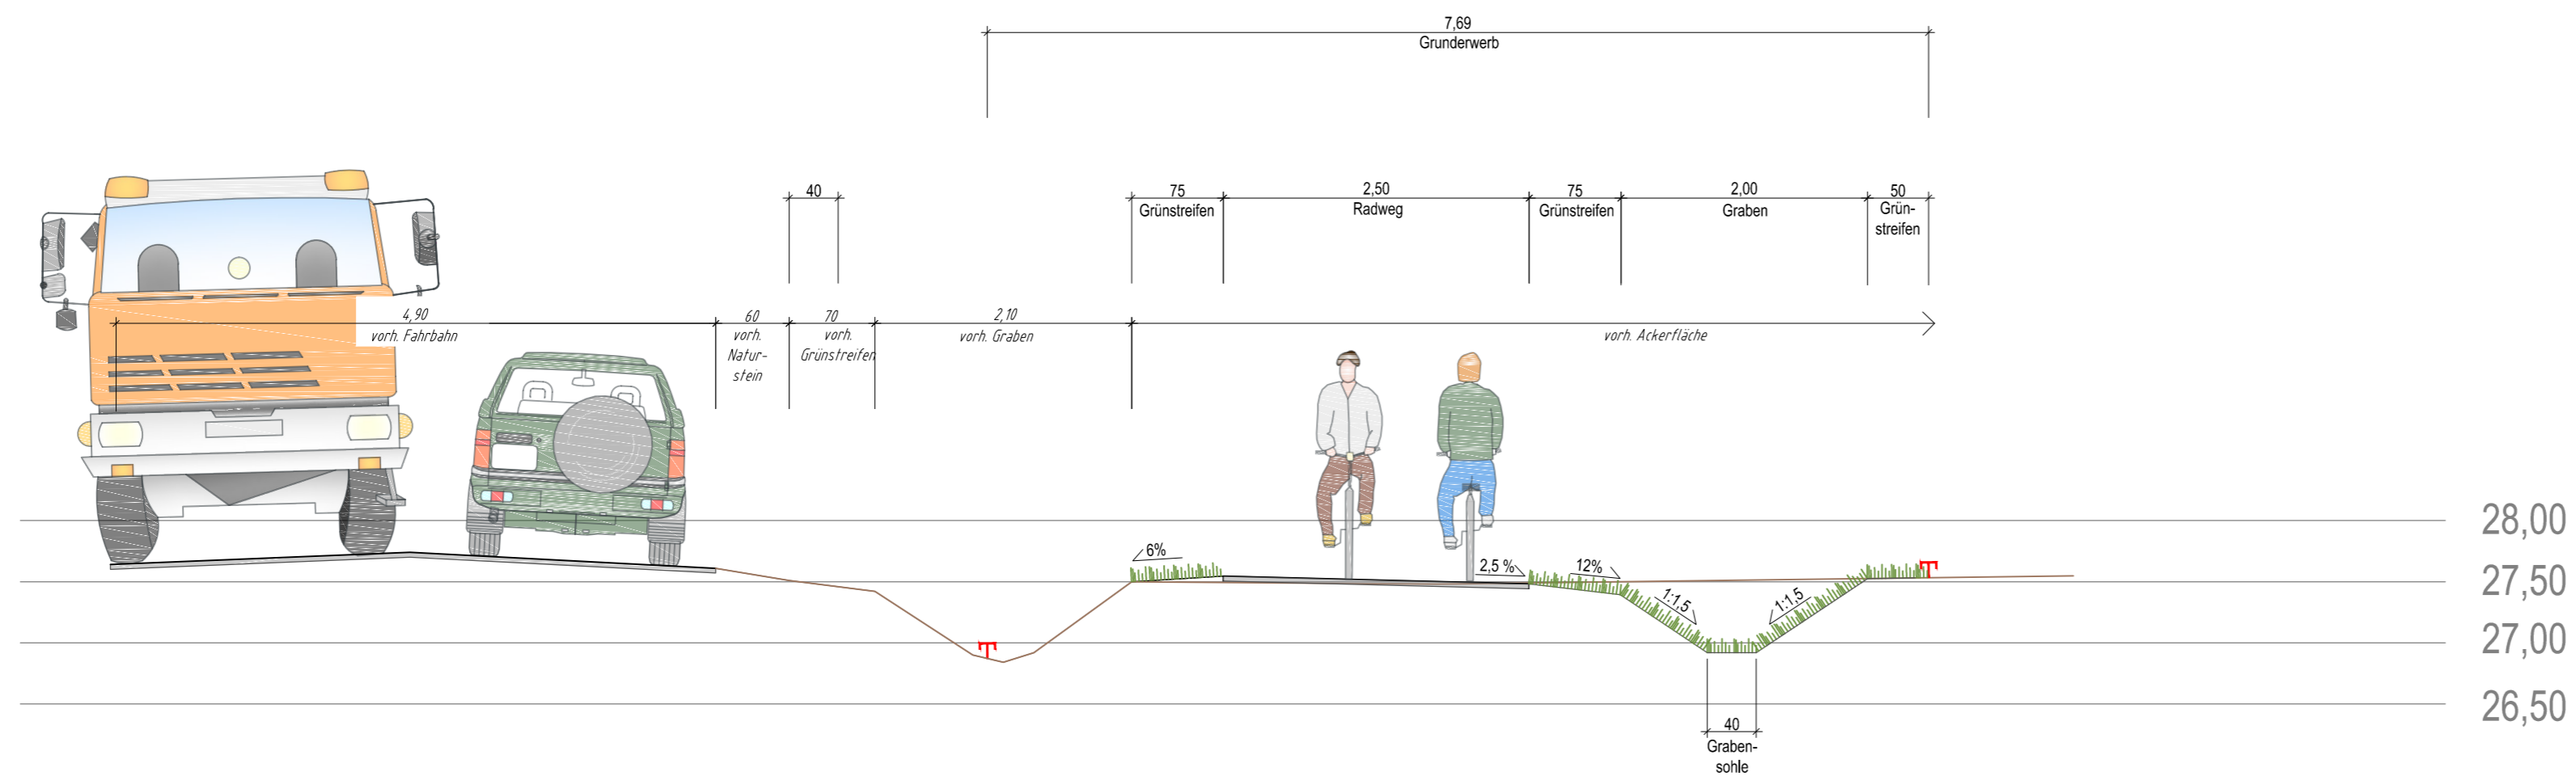 7,69
Grunderwerb
40
75
Grünstreifen
2,50
Radweg
75
Grünstreifen
2,00
Graben
50
Grün-
streifen
4,90
vorh. Fahrbahn
60
vorh.
Natur-
stein
70
vorh.
Grünstreifen
2,10
vorh. Graben
vorh. Ackerfläche
28,00
6%
2,5 %
12%
27,50
1:1,5
1:1,5
27,00
26,50
40
Graben-
sohle